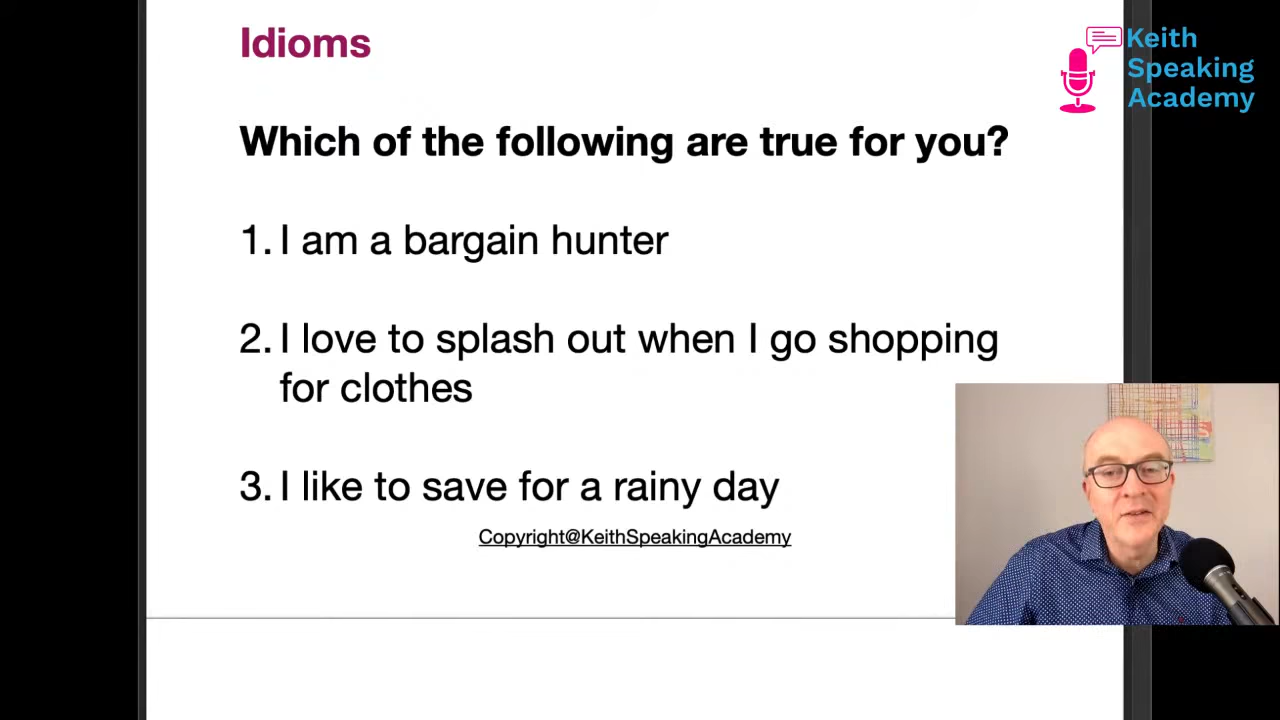 Idioms
Keith
Speaking
Academy
Which of the following are true for you?
1. I am a bargain hunter
2. I love to splash out when I go shopping
for clothes
3. I like to save for a rainy day
Copyright@KeithSpeakingAcademy